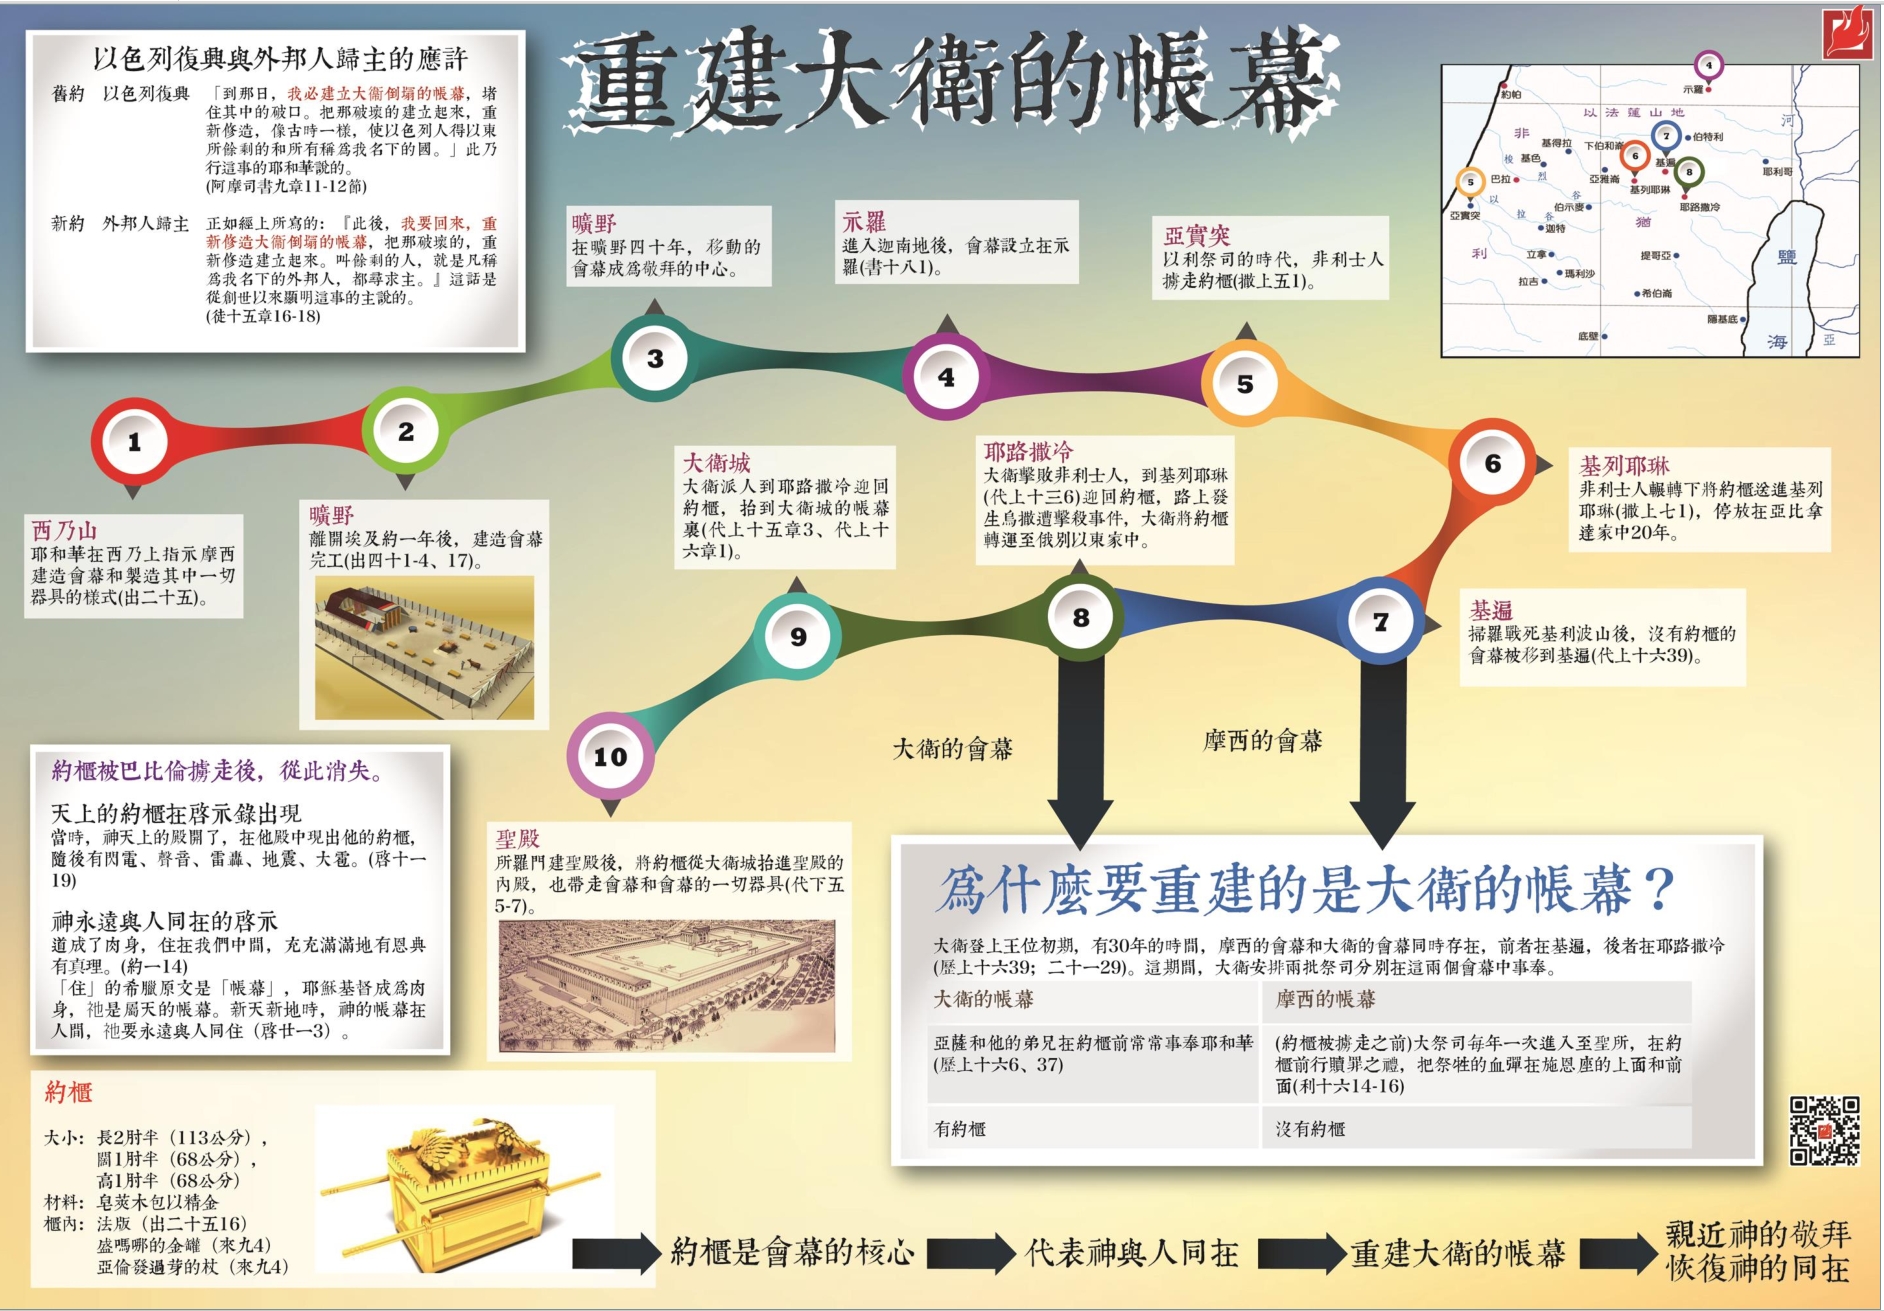 重建大衛的帳幕
以色列復興與外邦人歸主的應許
舊約 以色列復興 「到那日，我必建立大衛倒塌的帳幕，堵
住其中的破口。把那破壞的建立起來，重
新修造，像古時一樣，使以色列人得以東
所餘剩的和所有稱為我名下的國。」此乃
行這事的耶和華說的。
(阿摩司書九章11-12節)
新約 外邦人歸主 正如經上所寫的：『此後，我要回來，重
新修造大衛倒塌的帳幕，把那破壞的，重
新修造建立起來。叫餘剩的人，就是凡稱
為我名下的外邦人，都尋求主。』這話是
從創世以來顯明這事的主說的。
(徒十五章16-18)
4
示羅
約帕
以法蓮山地
河
非
7
伯特利
基得拉
下伯和崙
6
基遍
8
梭
基色
耶利哥
5
巴拉
烈
亞雅崙
基列耶琳
以
谷
伯示麥
耶路撒冷
亞實突
拉
谷
猶
迦特
利
立拿
提哥亞
鹽
瑪利沙
拉吉
希伯崙
隱基底
底壁
海
亞
1
西乃山
耶和華在西乃上指示摩西
建造會幕和製造其中一切
器具的樣式(出二十五)。
2
曠野
離開埃及約一年後，建造會幕
完工(出四十1-4、17)。
曠野
在曠野四十年，移動的
會幕成為敬拜的中心。
3
示羅
進入迦南地後，會幕設立在示
羅(書十八1)。
4
亞實突
以利祭司的時代，非利士人
擄走約櫃(撒上五1)。
5
6
基列耶琳
非利士人輾轉下將約櫃送進基列
耶琳(撒上七1)，停放在亞比拿
達家中20年。
7
基遍
掃羅戰死基利波山後，沒有約櫃的
會幕被移到基遍(代上十六39)。
耶路撒冷
大衛擊敗非利士人，到基列耶琳
(代上十三6)迎回約櫃，路上發
生烏撒遭擊殺事件，大衛將約櫃
轉運至俄別以東家中。
8
大衛城
大衛派人到耶路撒冷迎回
約櫃，抬到大衛城的帳幕
裏(代上十五章3、代上十
六章1)。
9
10
聖殿
所羅門建聖殿後，將約櫃從大衛城抬進聖殿的
內殿，也帶走會幕和會幕的一切器具(代下五
5-7)。
大衛的會幕
摩西的會幕
約櫃被巴比倫擄走後，從此消失。
天上的約櫃在啓示錄出現
當時，神天上的殿開了，在他殿中現出他的約櫃，
隨後有閃電、聲音、雷轟、地震、大雹。(啓十一
19)
神永遠與人同在的啓示
道成了肉身，住在我們中間，充充滿滿地有恩典
有真理。(約一14)
「住」的希臘原文是「帳幕」，耶穌基督成為肉
身，祂是屬天的帳幕。新天新地時，神的帳幕在
人間，祂要永遠與人同住（啓廿一3）。
為什麼要重建的是大衛的帳幕？
大衛登上王位初期，有30年的時間，摩西的會幕和大衛的會幕同時存在，前者在基遍，後者在耶路撒冷
(歷上十六39；二十一29)。這期間，大衛安排兩批祭司分別在這兩個會幕中事奉。
大衛的帳幕 摩西的帳幕
亞薩和他的弟兄在約櫃前常常事奉耶和華
(歷上十六6、37)
(約櫃被擄走之前)大祭司每年一次進入至聖所，在約
櫃前行贖罪之禮，把祭牲的血彈在施恩座的上面和前
面(利十六14-16)
有約櫃 沒有約櫃
約櫃
大小：長2肘半（113公分），
闊1肘半（68公分），
高1肘半（68公分）
材料：皂莢木包以精金
櫃內：法版（出二十五16）
盛嗎哪的金罐（來九4）
亞倫發過芽的杖（來九4）
約櫃是會幕的核心 代表神與人同在 重建大衛的帳幕 親近神的敬拜
恢復神的同在